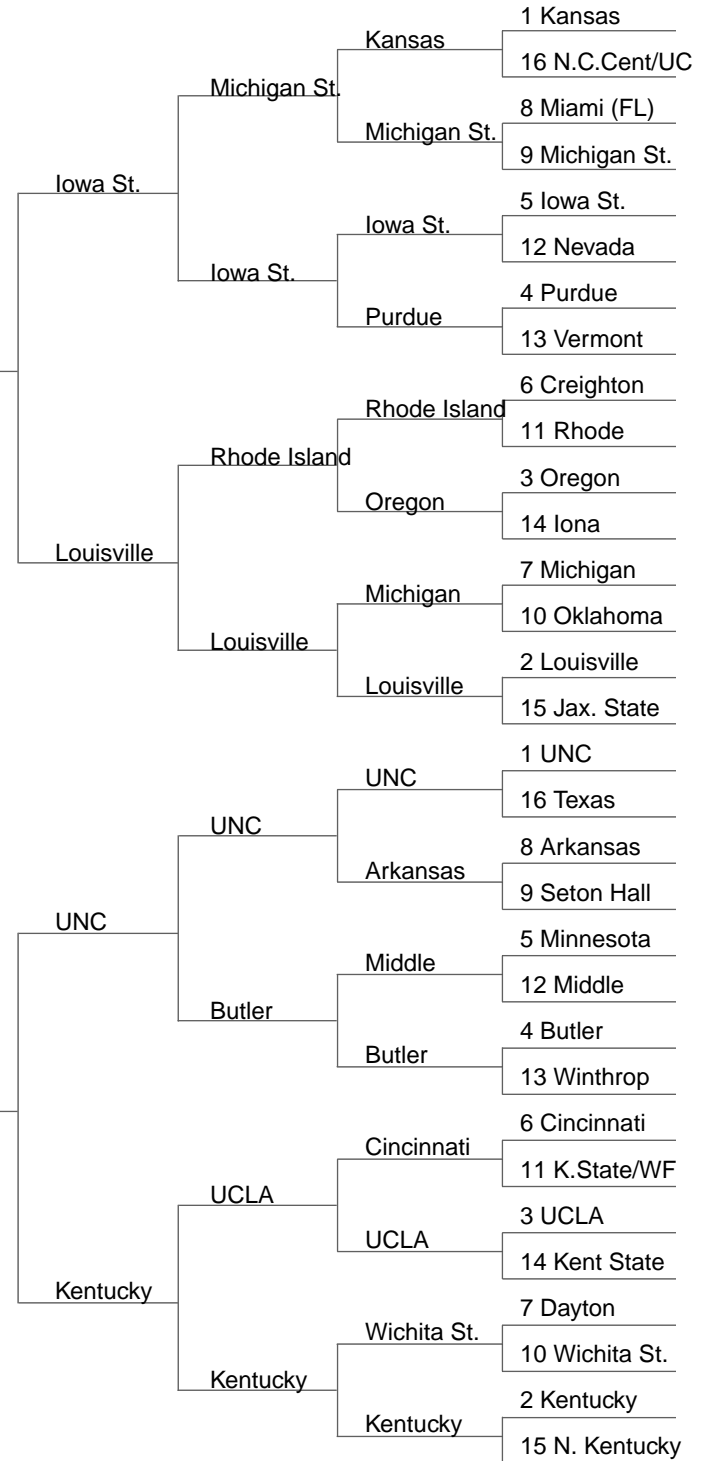 1 Kansas
Kansas
16 N.C.Cent/UC
Michigan St.
8 Miami (FL)
Michigan St.
9 Michigan St.
Iowa St.
5 Iowa St.
Iowa St.
12 Nevada
Iowa St.
4 Purdue
Purdue
13 Vermont
6 Creighton
Rhode Island
11 Rhode
Rhode Island
3 Oregon
Oregon
14 Iona
Louisville
7 Michigan
Michigan
10 Oklahoma
Louisville
2 Louisville
Louisville
15 Jax. State
1 UNC
UNC
16 Texas
UNC
8 Arkansas
Arkansas
9 Seton Hall
UNC
5 Minnesota
Middle
12 Middle
Butler
4 Butler
Butler
13 Winthrop
6 Cincinnati
Cincinnati
11 K.State/WF
UCLA
3 UCLA
UCLA
14 Kent State
Kentucky
7 Dayton
Wichita St.
10 Wichita St.
Kentucky
2 Kentucky
Kentucky
15 N. Kentucky